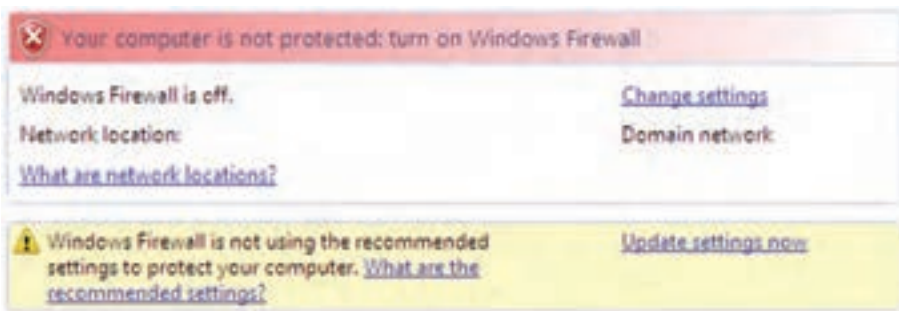 Your computer is not protected: turn on Windows Firewall
Windows Firewall is off. Change settings
Network location: Domain network
What are network locations?
Windows Firewall is not using the recommended Update settings now
settings to protect your computer. What are the
recommended settings?